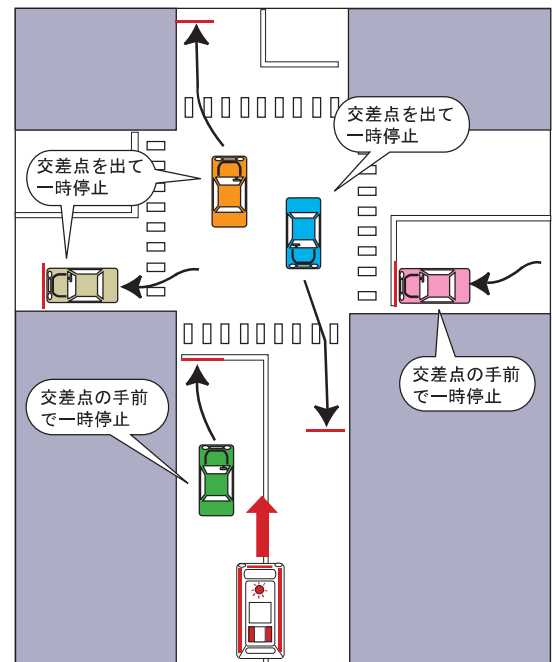 交差点を出て
一時停止
交差点を出て
一時停止
交差点の手前
で一時停止
交差点の手前
で一時停止